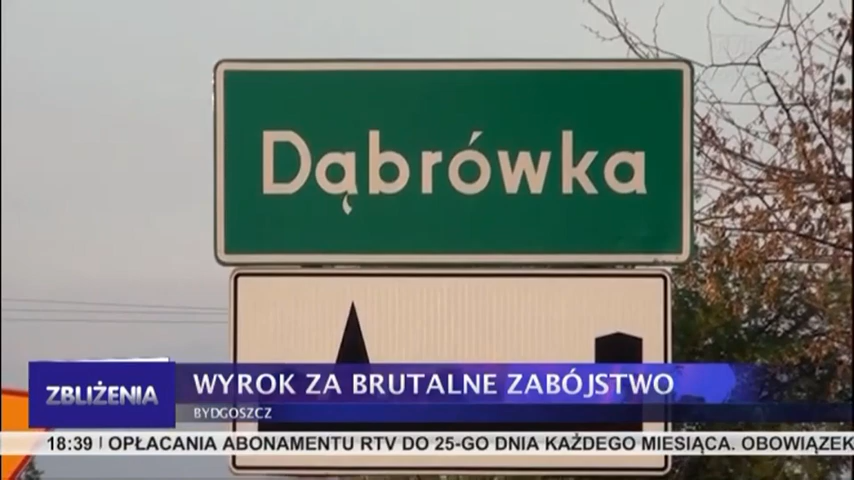 Dąbrówka
ZBLIŻENIA
WYROK ZA BRUTALNE ZABÓJSTWO
BYDGOSZCZ
18:39 | OPŁACANIA ABONAMENTU RTV DO 25-GO DNIA KAŻDEGO MIESIĄCA. OBOWIĄZEK